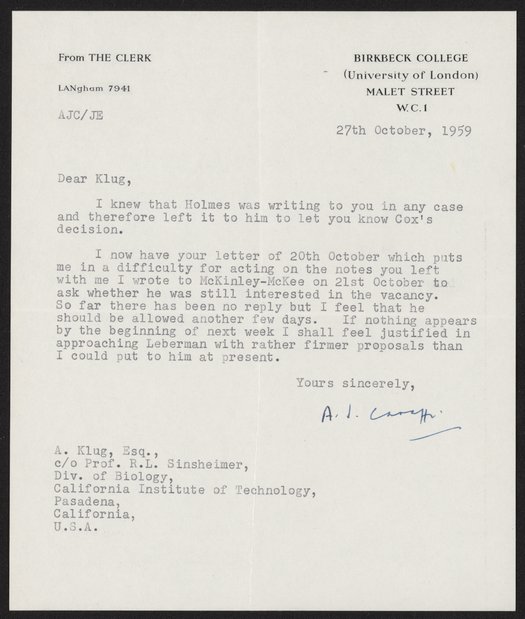 From THE CLERK
BIRKBECK COLLEGE
(University of London)
LANgham 7941
MALET STREET
W.C.1
AJC/JE
27th October, 1959
Dear Klug,
I knew that Holmes was writing to you in any case
and therefore left it to him to let you know Cox's
decision.
I now have your letter of 20th October which puts
me in a difficulty for acting on the notes you left
with me I wrote to McKinley-McKee on 21st October to
ask whether he was still interested in the vacancy.
So far there has been no reply but I feel that he
should be allowed another few days. If nothing appears
by the beginning of next week I shall feel justified in
approaching Leberman with rather firmer proposals than
I could put to him at present.
Yours sincerely,
A. J.
A. Klug, Esq.,
c/o Prof. R.L. Sinsheimer,
Div. of Biology,
California Institute of Technology,
Pasadena,
California,
U.S.A.